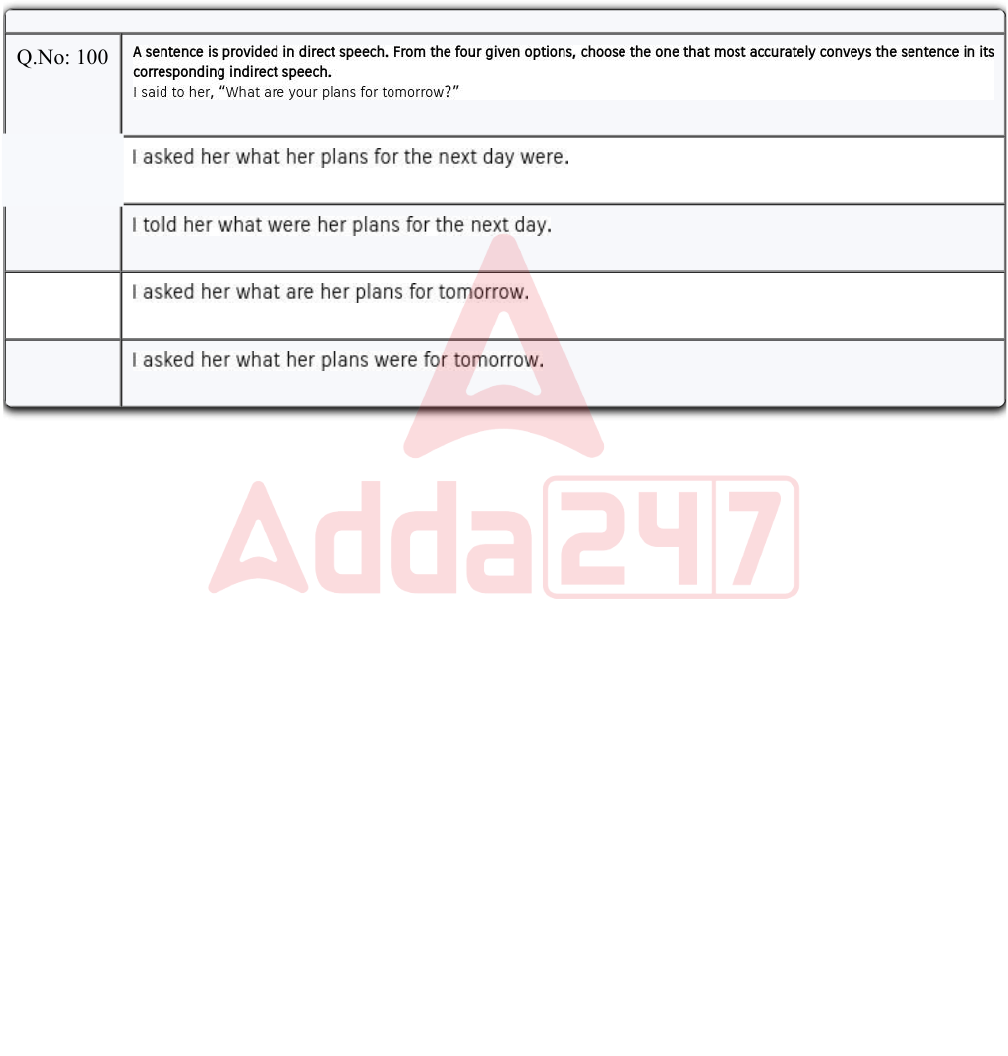 Q.No: 100
A sentence is provided in direct speech. From the four given options, choose the one that most accurately conveys the sentence in its
corresponding indirect speech.
I said to her, “What are your plans for tomorrow?”
I asked her what her plans for the next day were.
I told her what were her plans for the next day.
I asked her what are her plans for tomorrow.
I asked her what her plans were for tomorrow.
Adda247